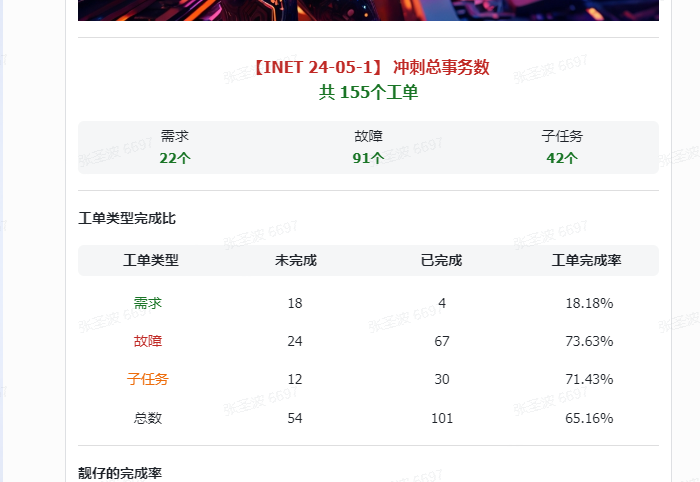 【INET 24-05-1】 冲刺总事务数
共 155个工单
需求 故障 子任务
22个 91个 42个
工单类型完成比
工单类型 未完成 已完成 工单完成率
需求 18 4 18.18%
故障 24 67 73.63%
子任务 12 30 71.43%
总数 54 101 65.16%
靓仔的完成率
张圣波 6697